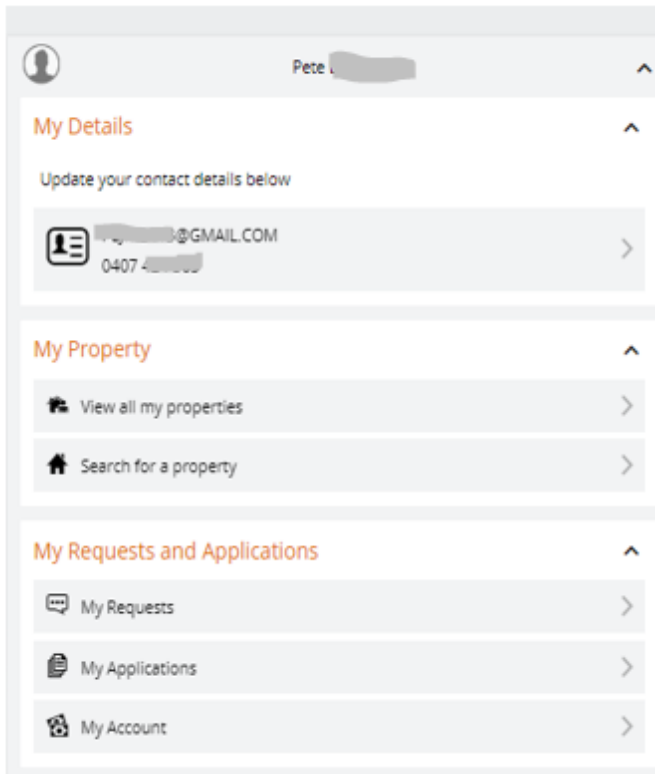 Pete
My Details
Update your contact details below
@GMAIL.COM
0407
My Property
View all my properties
Search for a property
My Requests and Applications
My Requests
My Applications
My Account